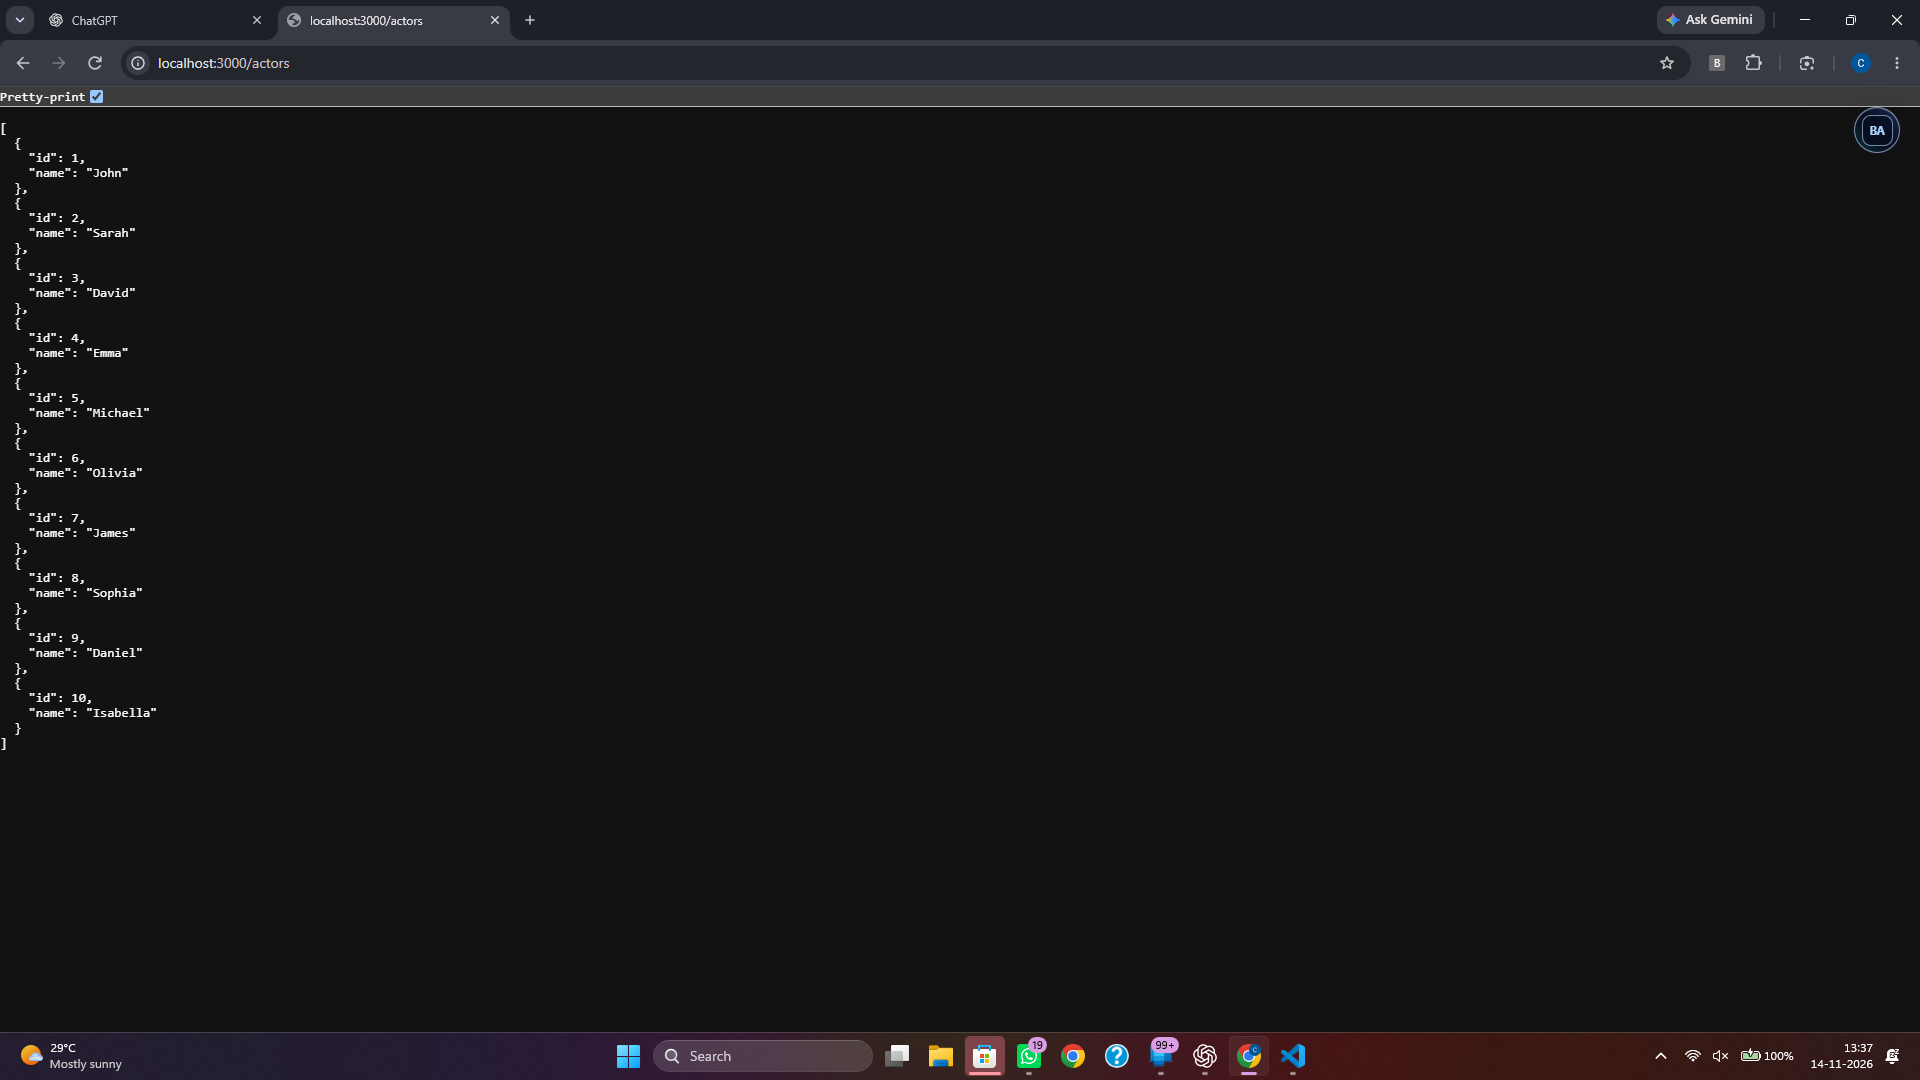 ChatGPT
localhost:3000/actors
Ask Gemini
localhost:3000/actors
B
C
Pretty-print
BA
[
  {
    "id": 1,
    "name": "John"
  },
  {
    "id": 2,
    "name": "Sarah"
  },
  {
    "id": 3,
    "name": "David"
  },
  {
    "id": 4,
    "name": "Emma"
  },
  {
    "id": 5,
    "name": "Michael"
  },
  {
    "id": 6,
    "name": "Olivia"
  },
  {
    "id": 7,
    "name": "James"
  },
  {
    "id": 8,
    "name": "Sophia"
  },
  {
    "id": 9,
    "name": "Daniel"
  },
  {
    "id": 10,
    "name": "Isabella"
  }
]
29°C
Mostly sunny
Search
19
99+
C
100%
13:37
14-11-2026